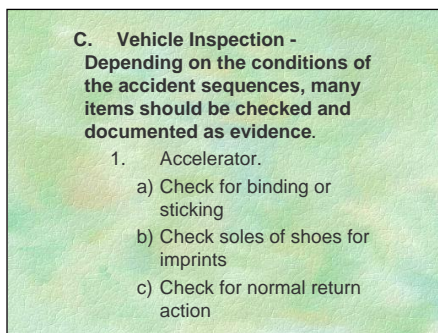 C. Vehicle Inspection -
Depending on the conditions of
the accident sequences, many
items should be checked and
documented as evidence.
1. Accelerator.
a) Check for binding or
sticking
b) Check soles of shoes for
imprints
c) Check for normal return
action